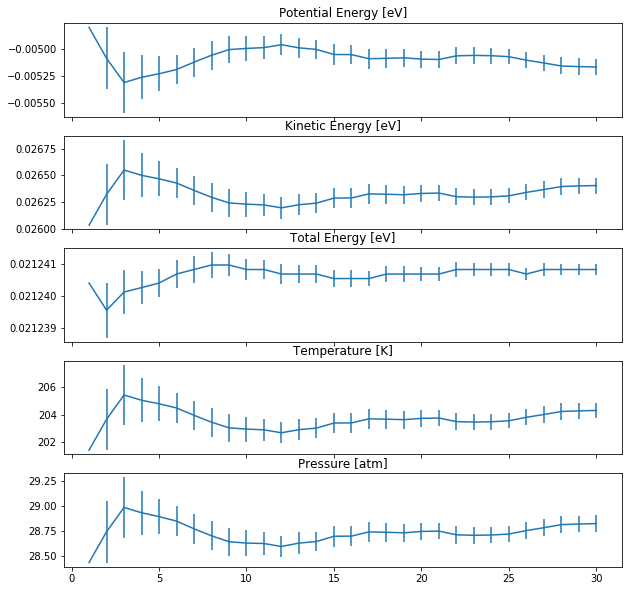 Potential Energy [eV]
−0.00500
−0.00525
−0.00550
Kinetic Energy [eV]
0.02675
0.02650
0.02625
0.02600
Total Energy [eV]
0.021241
0.021240
0.021239
Temperature [K]
206
204
202
Pressure [atm]
29.25
29.00
28.75
28.50
0 5 10 15 20 25 30